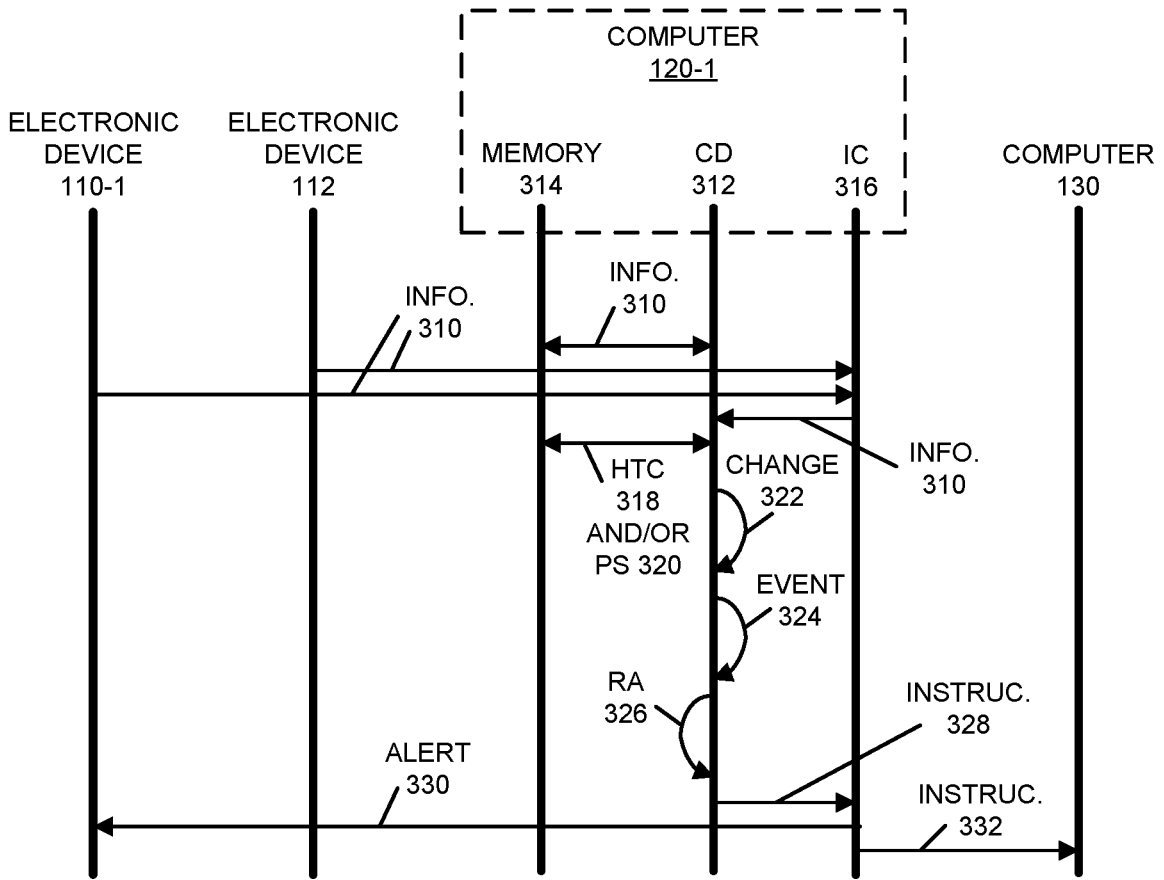 COMPUTER
120-1
ELECTRONIC
DEVICE
110-1
ELECTRONIC
DEVICE
112
MEMORY
314
CD
312
IC
316
COMPUTER
130
INFO.
310
INFO.
310
INFO.
310
HTC
318
AND/OR
PS 320
CHANGE
322
EVENT
324
RA
326
INSTRUC.
328
ALERT
330
INSTRUC.
332